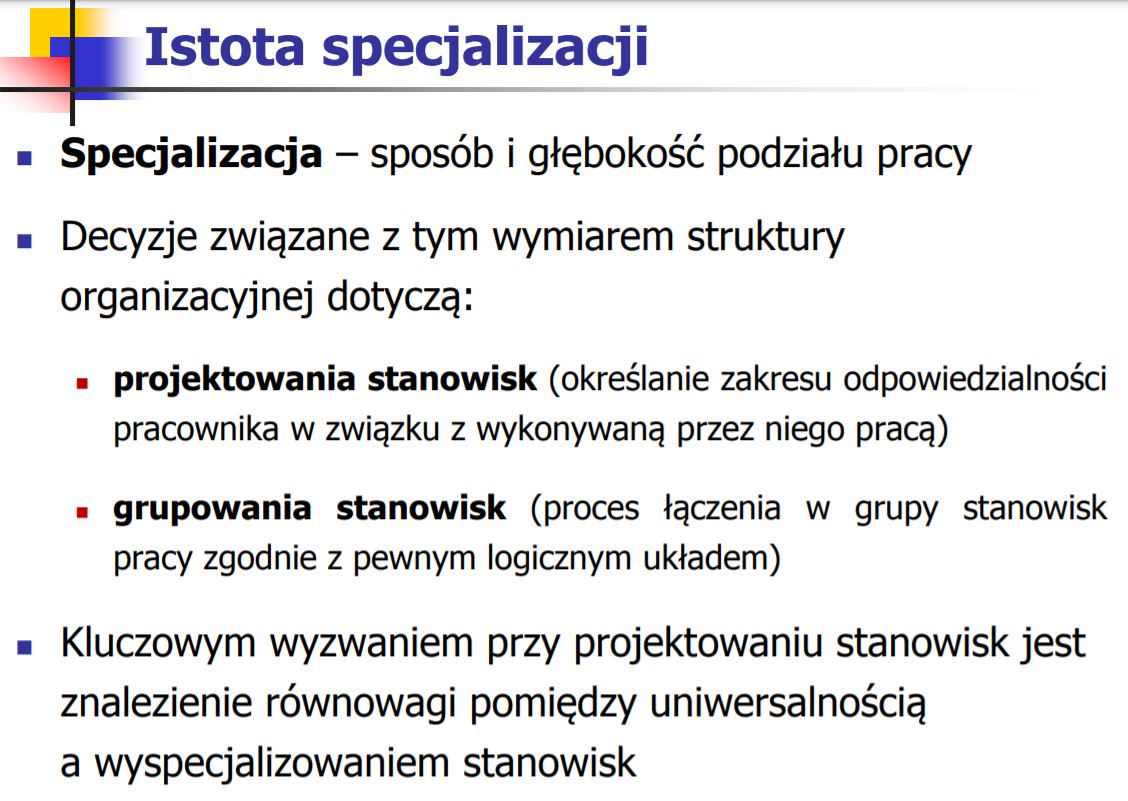 Istota specjalizacji
Specjalizacja – sposób i głębokość podziału pracy
Decyzje związane z tym wymiarem struktury
organizacyjnej dotyczą:
projektowania stanowisk (określanie zakresu odpowiedzialności
pracownika w związku z wykonywaną przez niego pracą)
grupowania stanowisk (proces łączenia w grupy stanowisk
pracy zgodnie z pewnym logicznym układem)
Kluczowym wyzwaniem przy projektowaniu stanowisk jest
znalezienie równowagi pomiędzy uniwersalnością
a wyspecjalizowaniem stanowisk